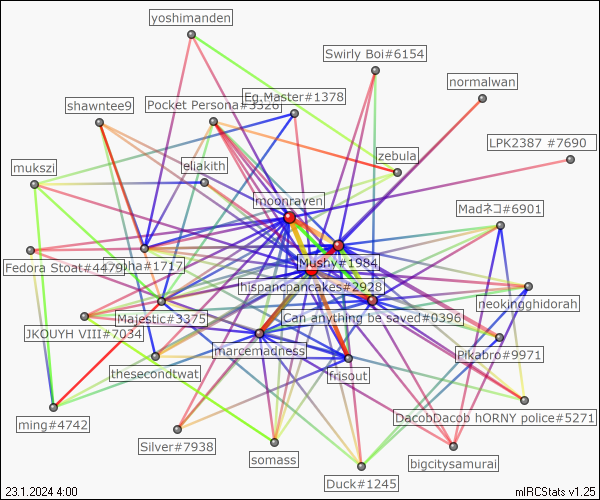 yoshimanden
Swirly Boi#6154
normalwan
Eg.Master#1378
shawntee9
Pocket Persona#3326
LPK2387 #7690
zebula
mukszi
eliakith
moonraven
Madネコ#6901
Mushy#1984
Fedora Stoat#4479
#1717
hispancpancakes#2928
neokingghidorah
Majestic#3375
Can anything be saved#0396
JKOUYH VIII#7034
marcemadness
Pikabro#9971
thesecondtwat
frisout
DacobDacob hORNY police#5271
ming#4742
Silver#7938
somass
bigcitysamurai
Duck#1245
23.1.2024 4:00
mIRCStats v1.25